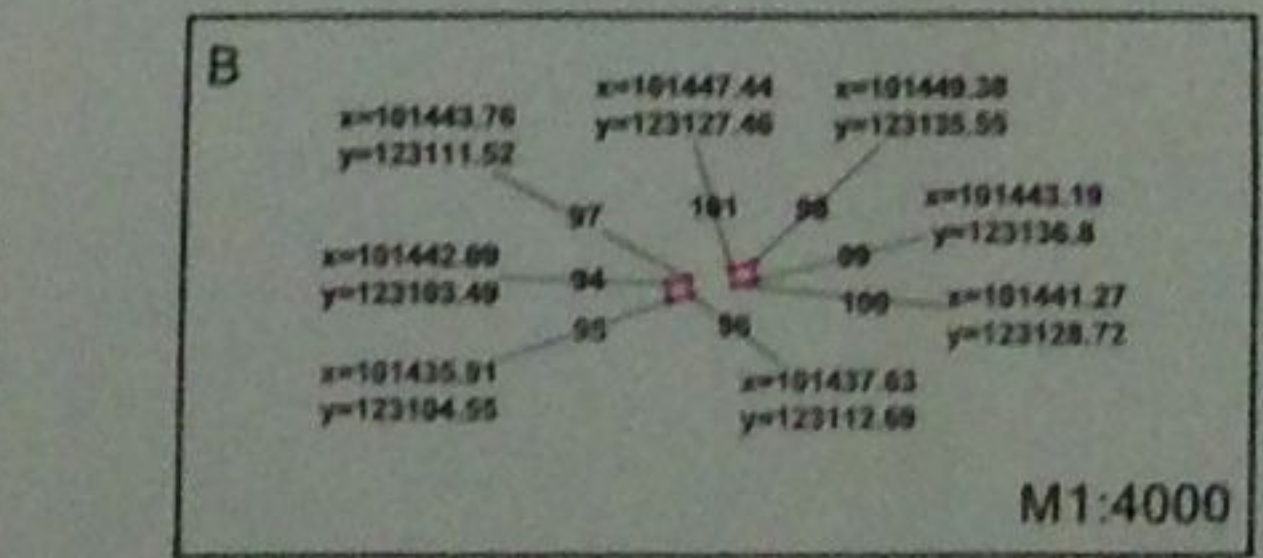 B
x=101443.76
y=123111.52
x=101447.44
y=123127.46
x=101449.38
y=123135.55
97
101
98
x=101443.19
y=123136.8
x=101442.09
y=123103.49
94
99
100
x=101441.27
y=123128.72
95
96
x=101435.91
y=123104.55
x=101437.63
y=123112.69
M1:4000